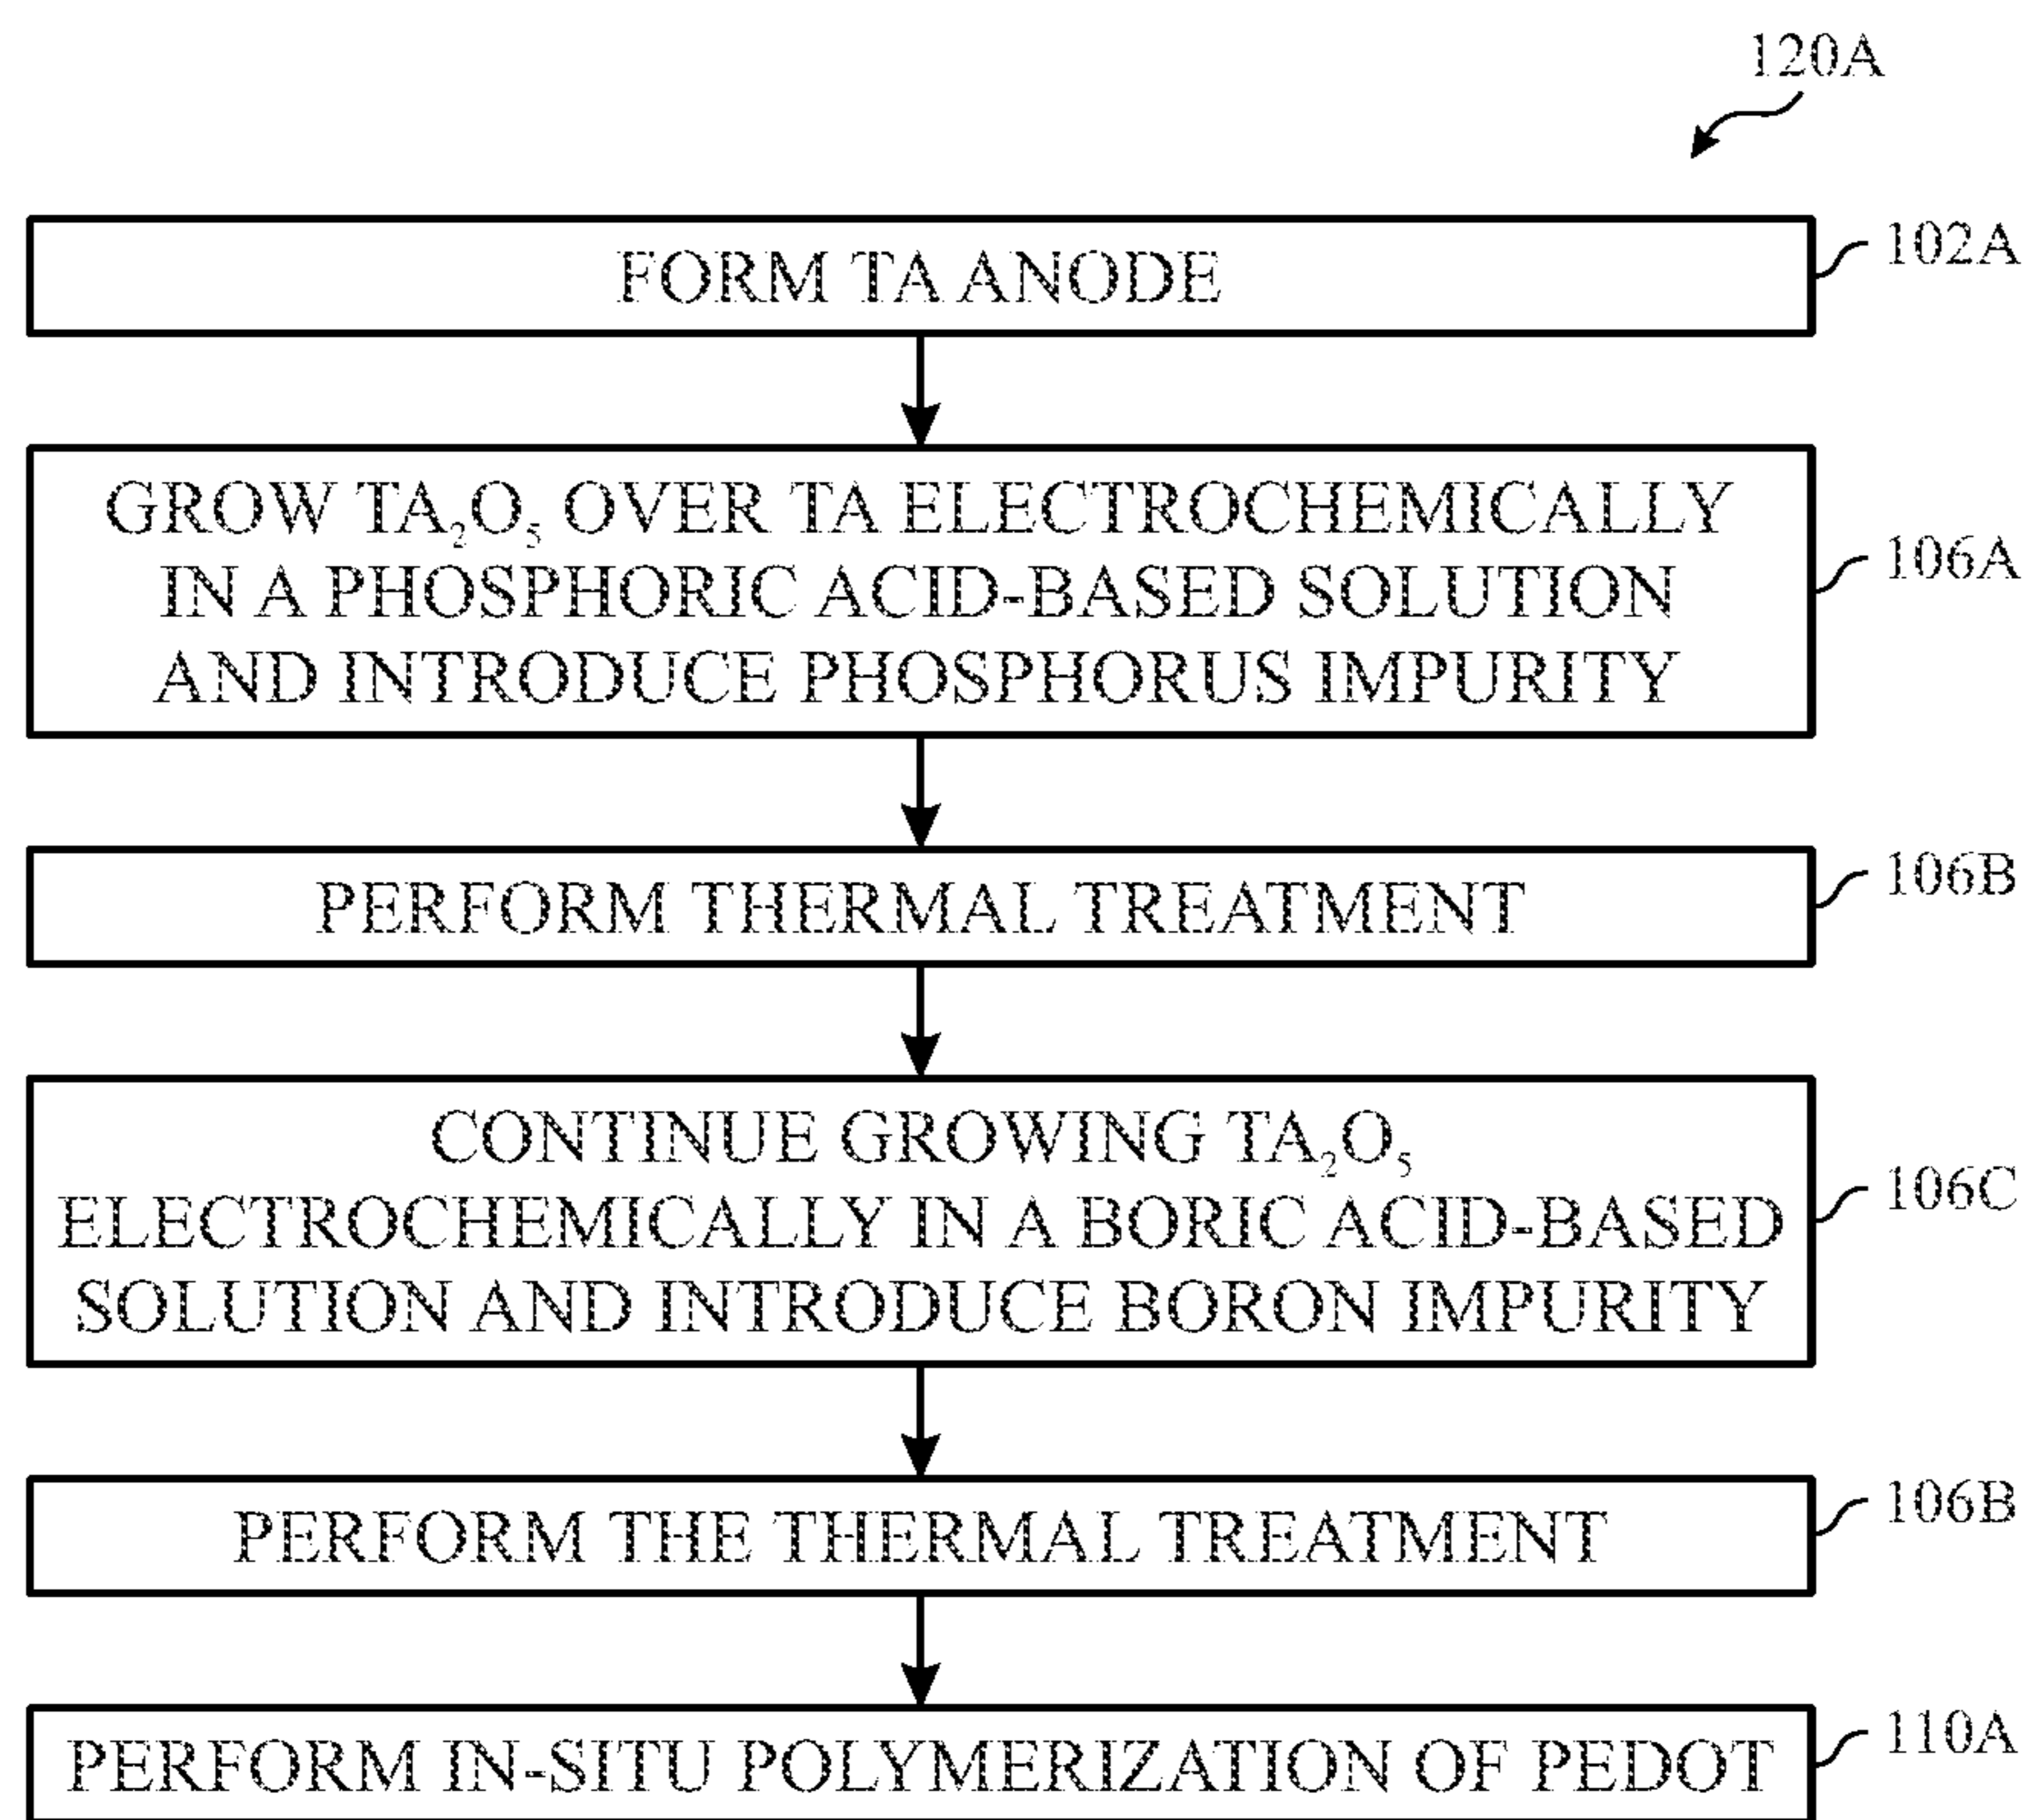 120A
FORM TA ANODE
102A
GROW TA₂O₅ OVER TA ELECTROCHEMICALLY
IN A PHOSPHORIC ACID-BASED SOLUTION
AND INTRODUCE PHOSPHORUS IMPURITY
106A
PERFORM THERMAL TREATMENT
106B
CONTINUE GROWING TA₂O₅
ELECTROCHEMICALLY IN A BORIC ACID-BASED
SOLUTION AND INTRODUCE BORON IMPURITY
106C
PERFORM THE THERMAL TREATMENT
106B
PERFORM IN-SITU POLYMERIZATION OF PEDOT
110A